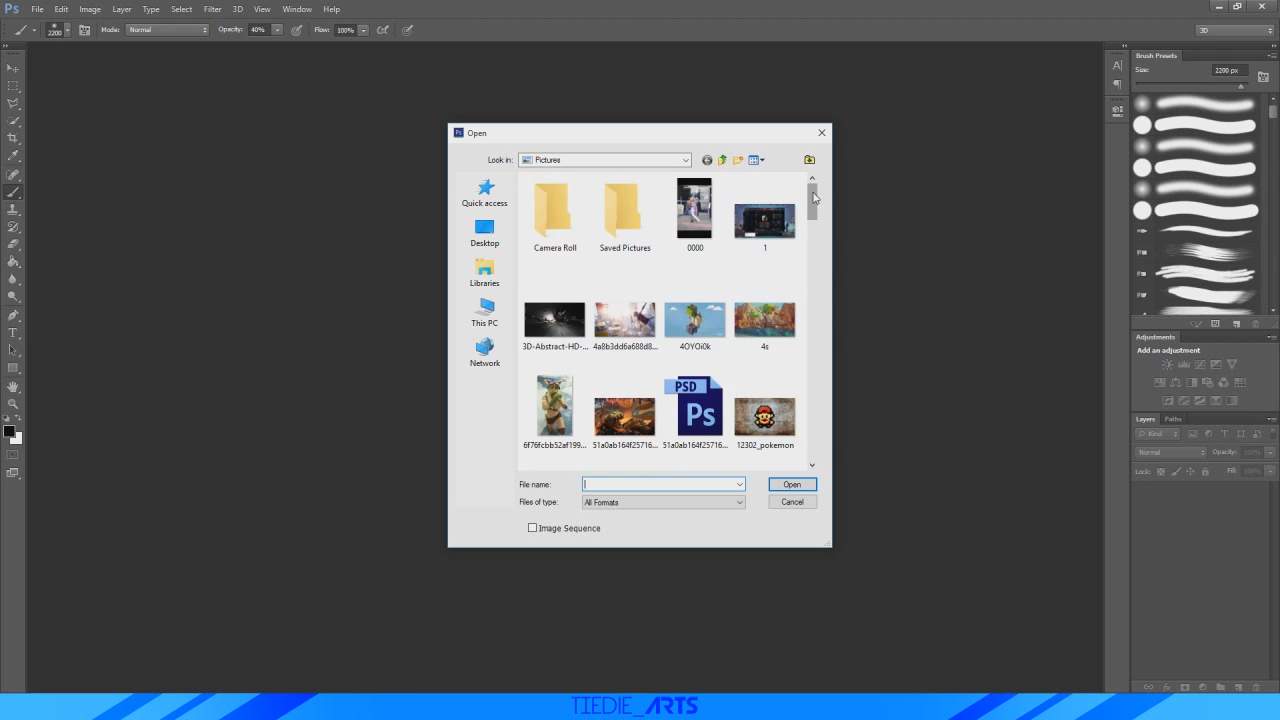 Ps File Edit Image Layer Type Select Filter 3D View Window Help
2200 Mode: Normal Opacity: 40% Flow: 100% 3D
Brush Presets
Size: 2200 px
Open
Look in: Pictures
Quick access
Desktop
Libraries
This PC
Network
Camera Roll Saved Pictures 0000 1
3D-Abstract-HD-... 4a8b3dd6a688d8... 4OYOi0k 4s
PSD
Ps
6f76fcbb52af199... 51a0ab164f25716... 51a0ab164f25716... 12302_pokemon
File name: Open
Files of type: All Formats Cancel
Image Sequence
Adjustments
Add an adjustment
Layers Paths
Kind
Normal Opacity: 100%
Lock: Fill: 100%
TIEDIE_ARTS